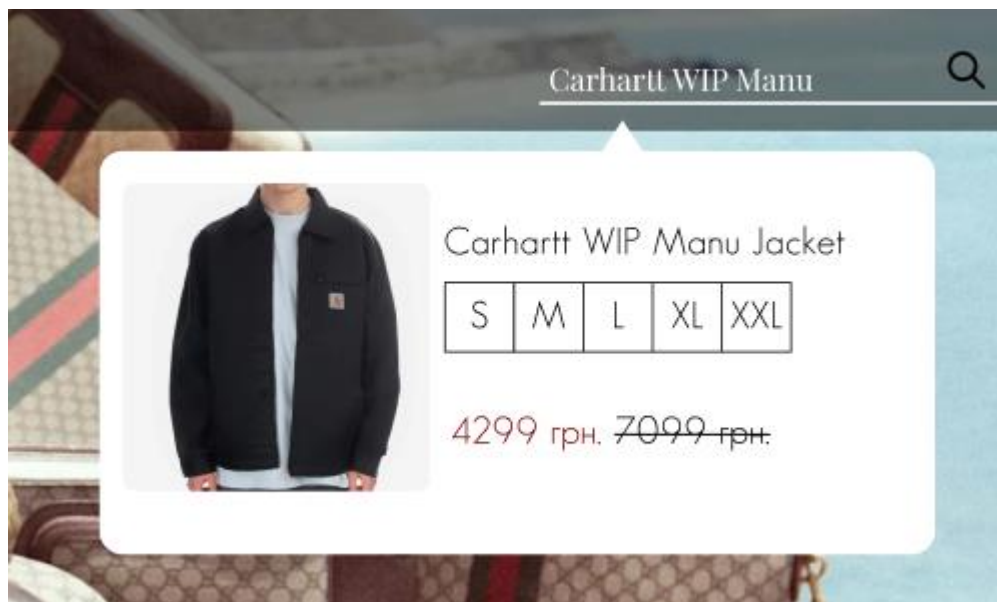 Carhartt WIP Manu
Carhartt WIP Manu Jacket
S M L XL XXL
4299 грн. 7099 грн.